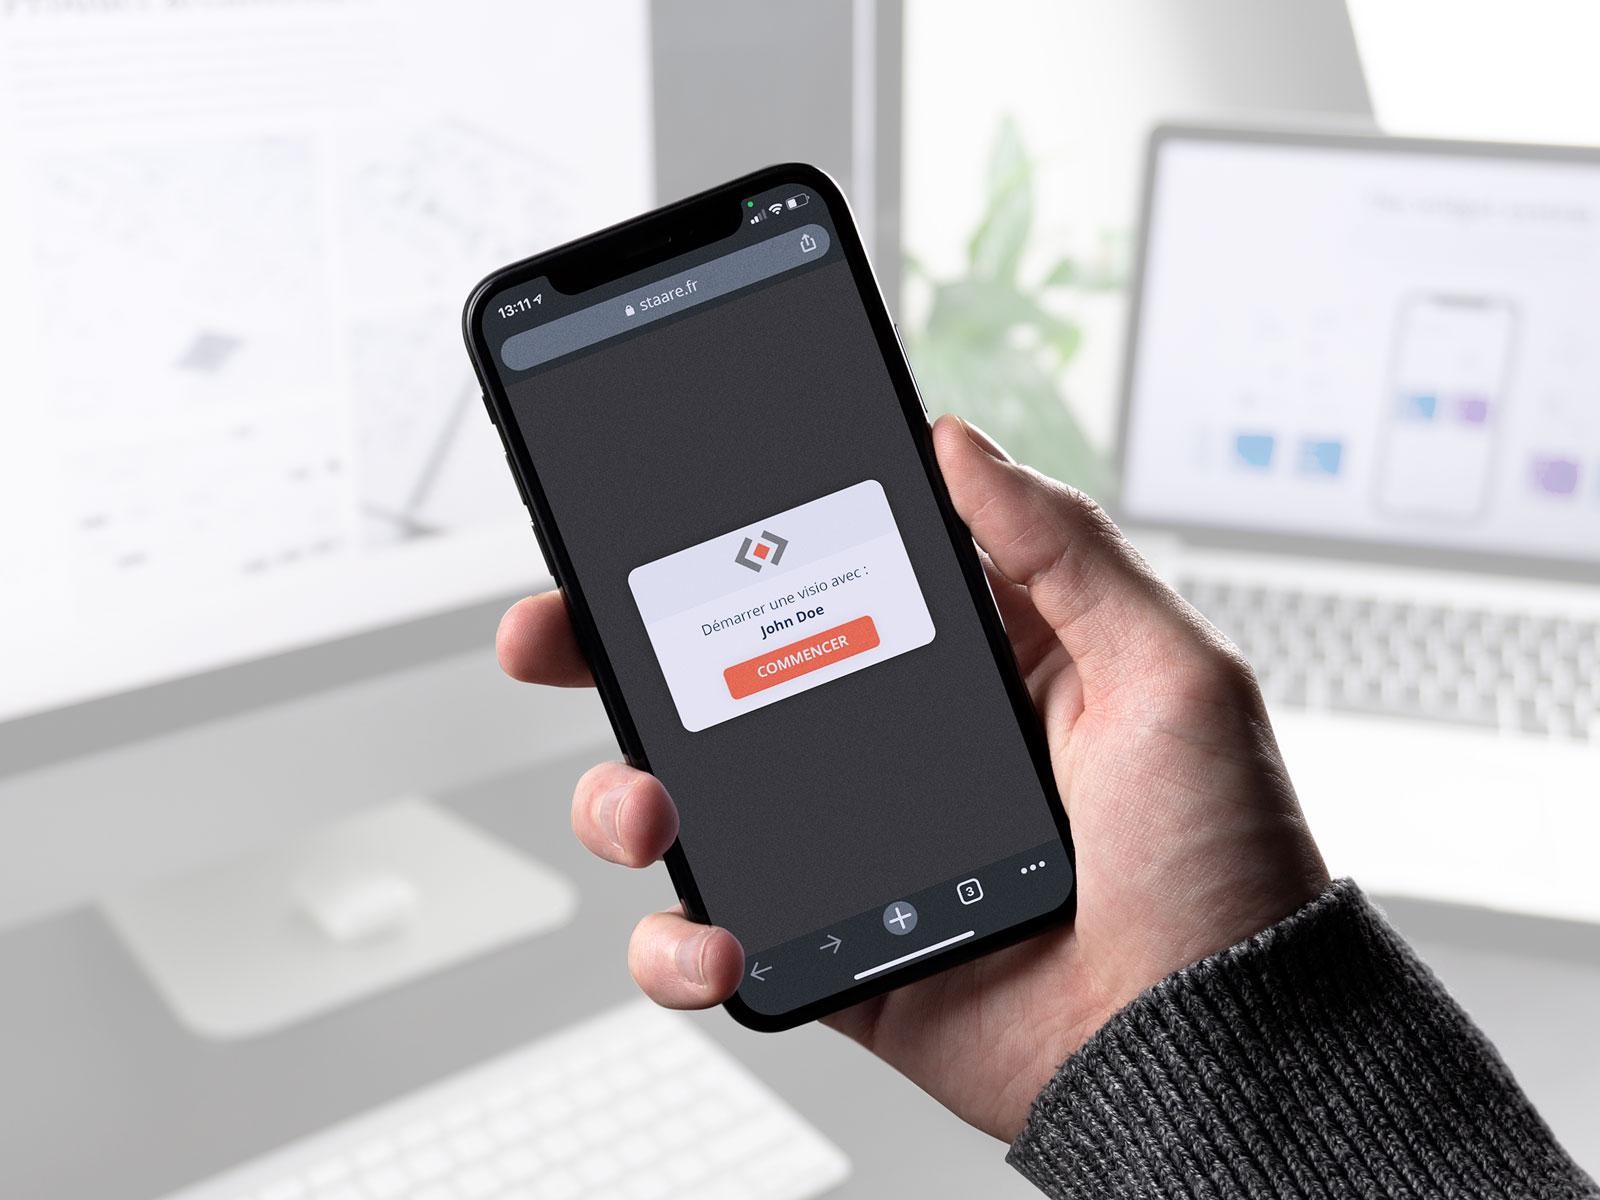 13:11
staare.fr
Démarrer une visio avec :
John Doe
COMMENCER
3